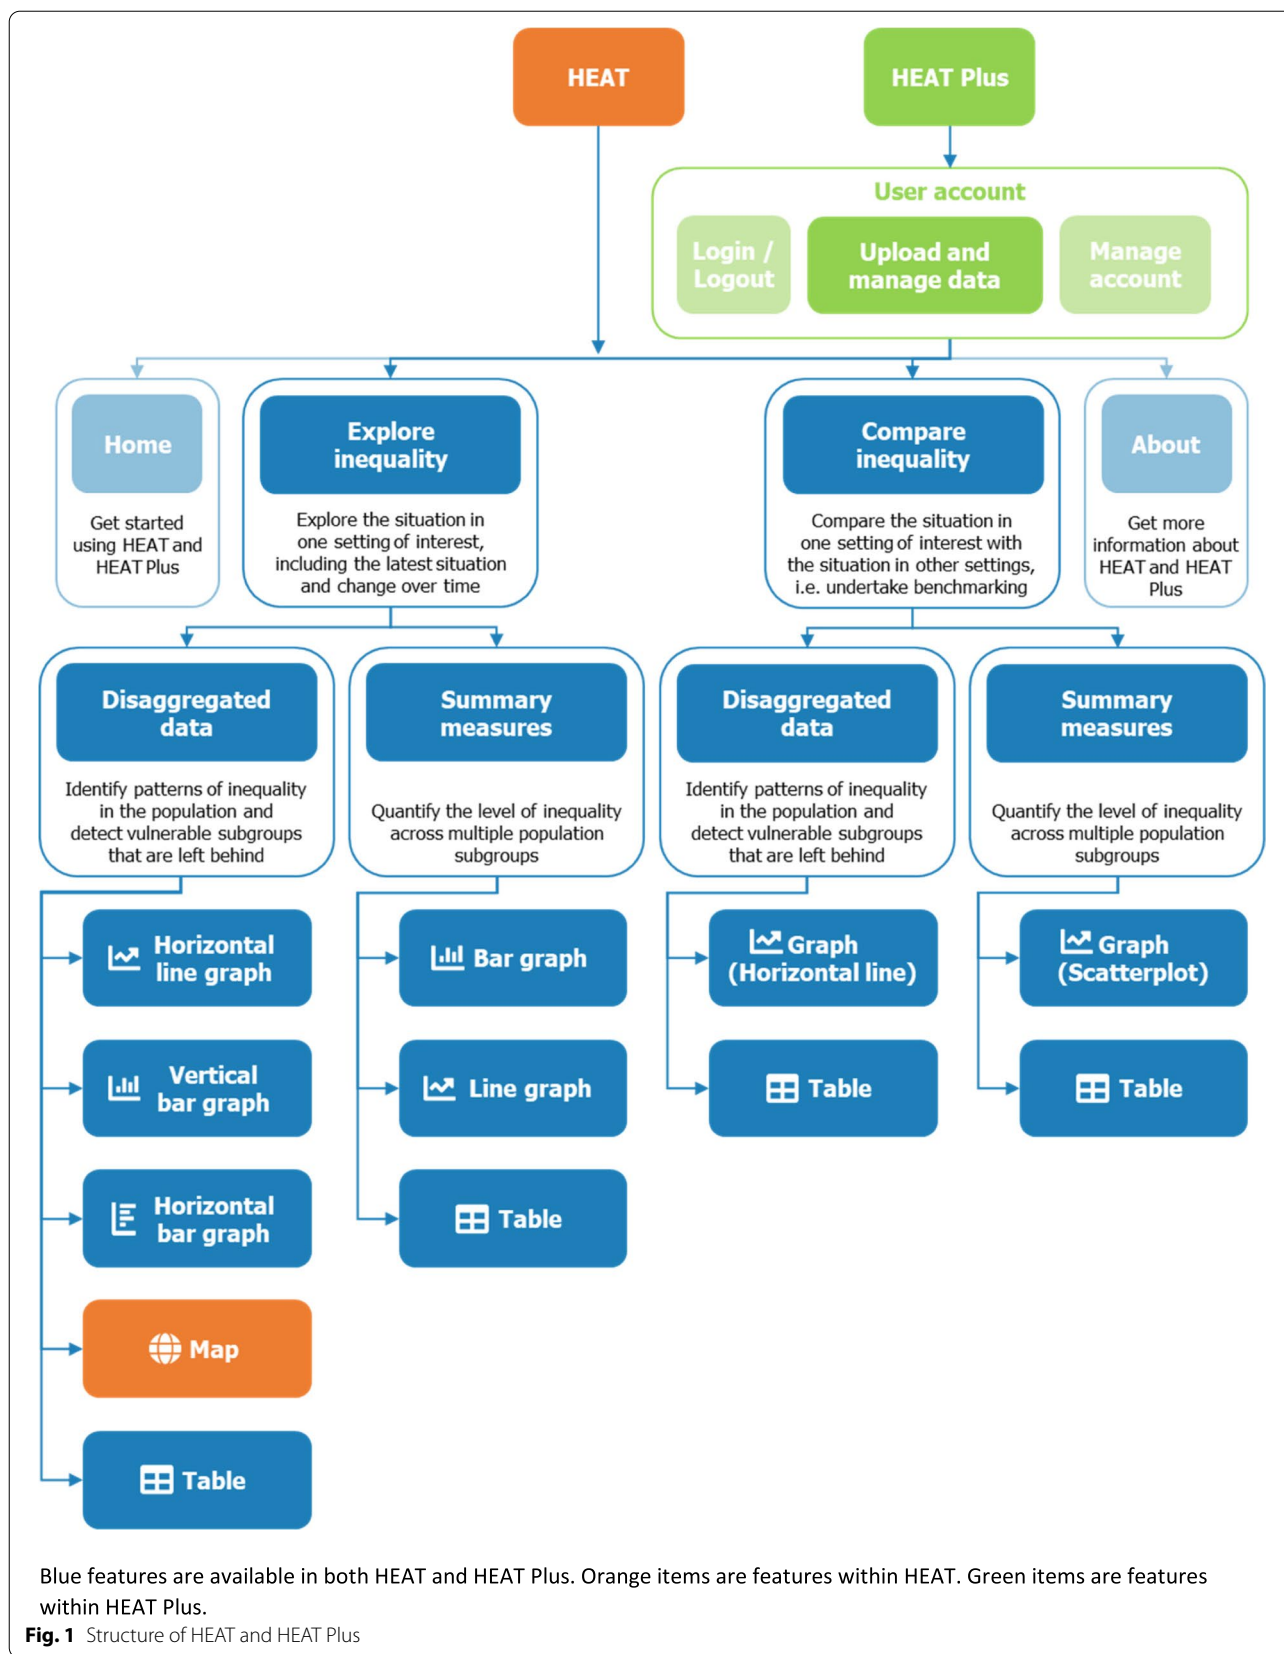 HEAT
HEAT Plus
User account
Login /
Logout
Upload and
manage data
Manage
account
Home
Get started
using HEAT and
HEAT Plus
Explore
inequality
Explore the situation in
one setting of interest,
including the latest situation
and change over time
Compare
inequality
Compare the situation in
one setting of interest with
the situation in other settings,
i.e. undertake benchmarking
About
Get more
information about
HEAT and HEAT
Plus
Disaggregated
data
Identify patterns of inequality
in the population and
detect vulnerable subgroups
that are left behind
Summary
measures
Quantify the level of inequality
across multiple population
subgroups
Disaggregated
data
Identify patterns of inequality
in the population and
detect vulnerable subgroups
that are left behind
Summary
measures
Quantify the level of inequality
across multiple population
subgroups
Horizontal
line graph
Vertical
bar graph
Horizontal
bar graph
Map
Table
Bar graph
Line graph
Table
Graph
(Horizontal line)
Table
Graph
(Scatterplot)
Table
Blue features are available in both HEAT and HEAT Plus. Orange items are features within HEAT. Green items are features
within HEAT Plus.
Fig. 1 Structure of HEAT and HEAT Plus